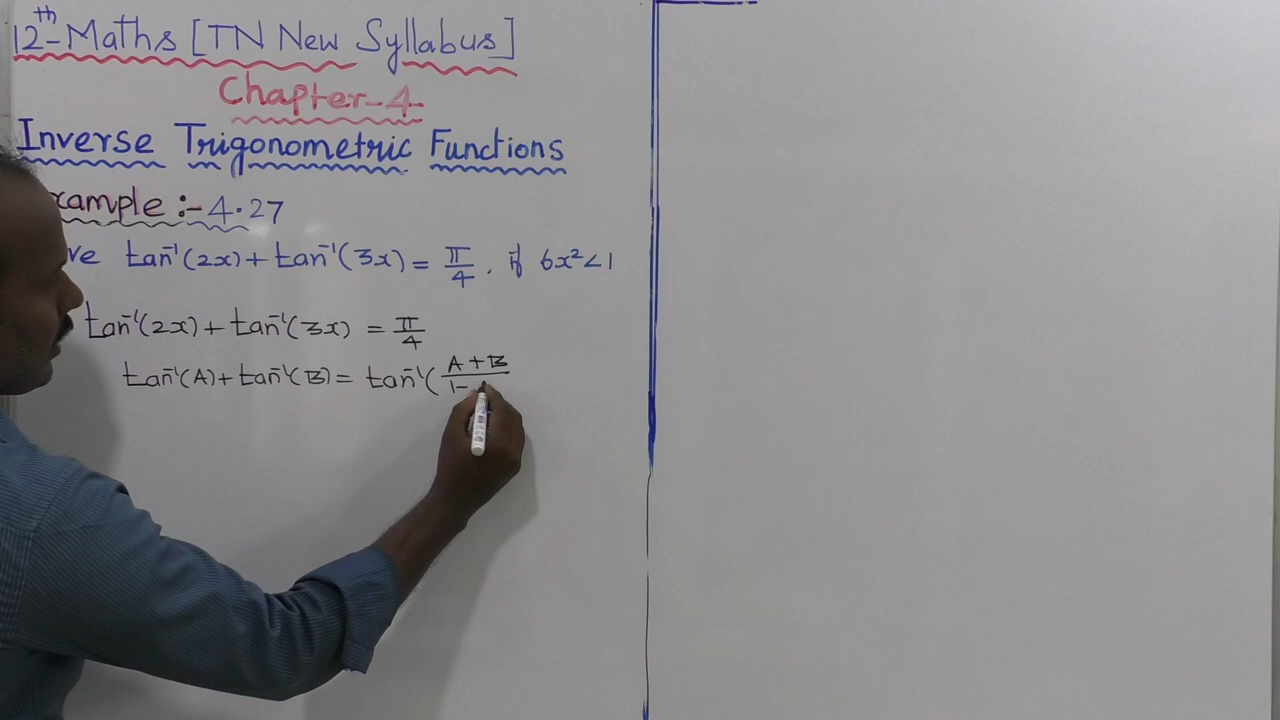 12th-Maths [TN New Syllabus]
Chapter-4
Inverse Trigonometric Functions
xample :- 4.27
ve tan⁻¹(2x) + tan⁻¹(3x) = π/4, if 6x² < 1
tan⁻¹(2x) + tan⁻¹(3x) = π/4
tan⁻¹(A) + tan⁻¹(B) = tan⁻¹(A+B/1-